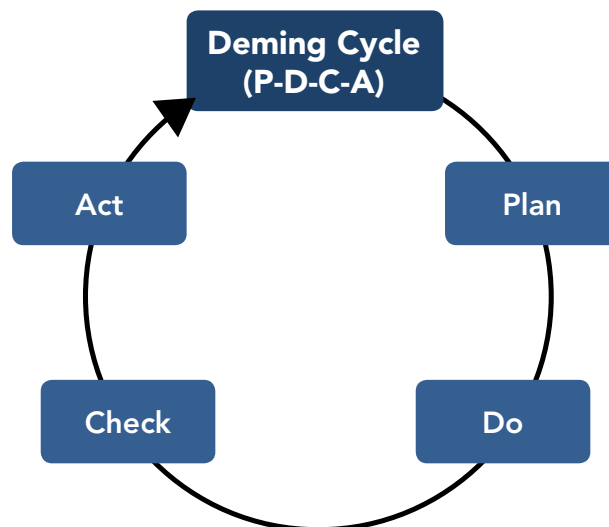 Deming Cycle
(P-D-C-A)
Act
Plan
Check
Do